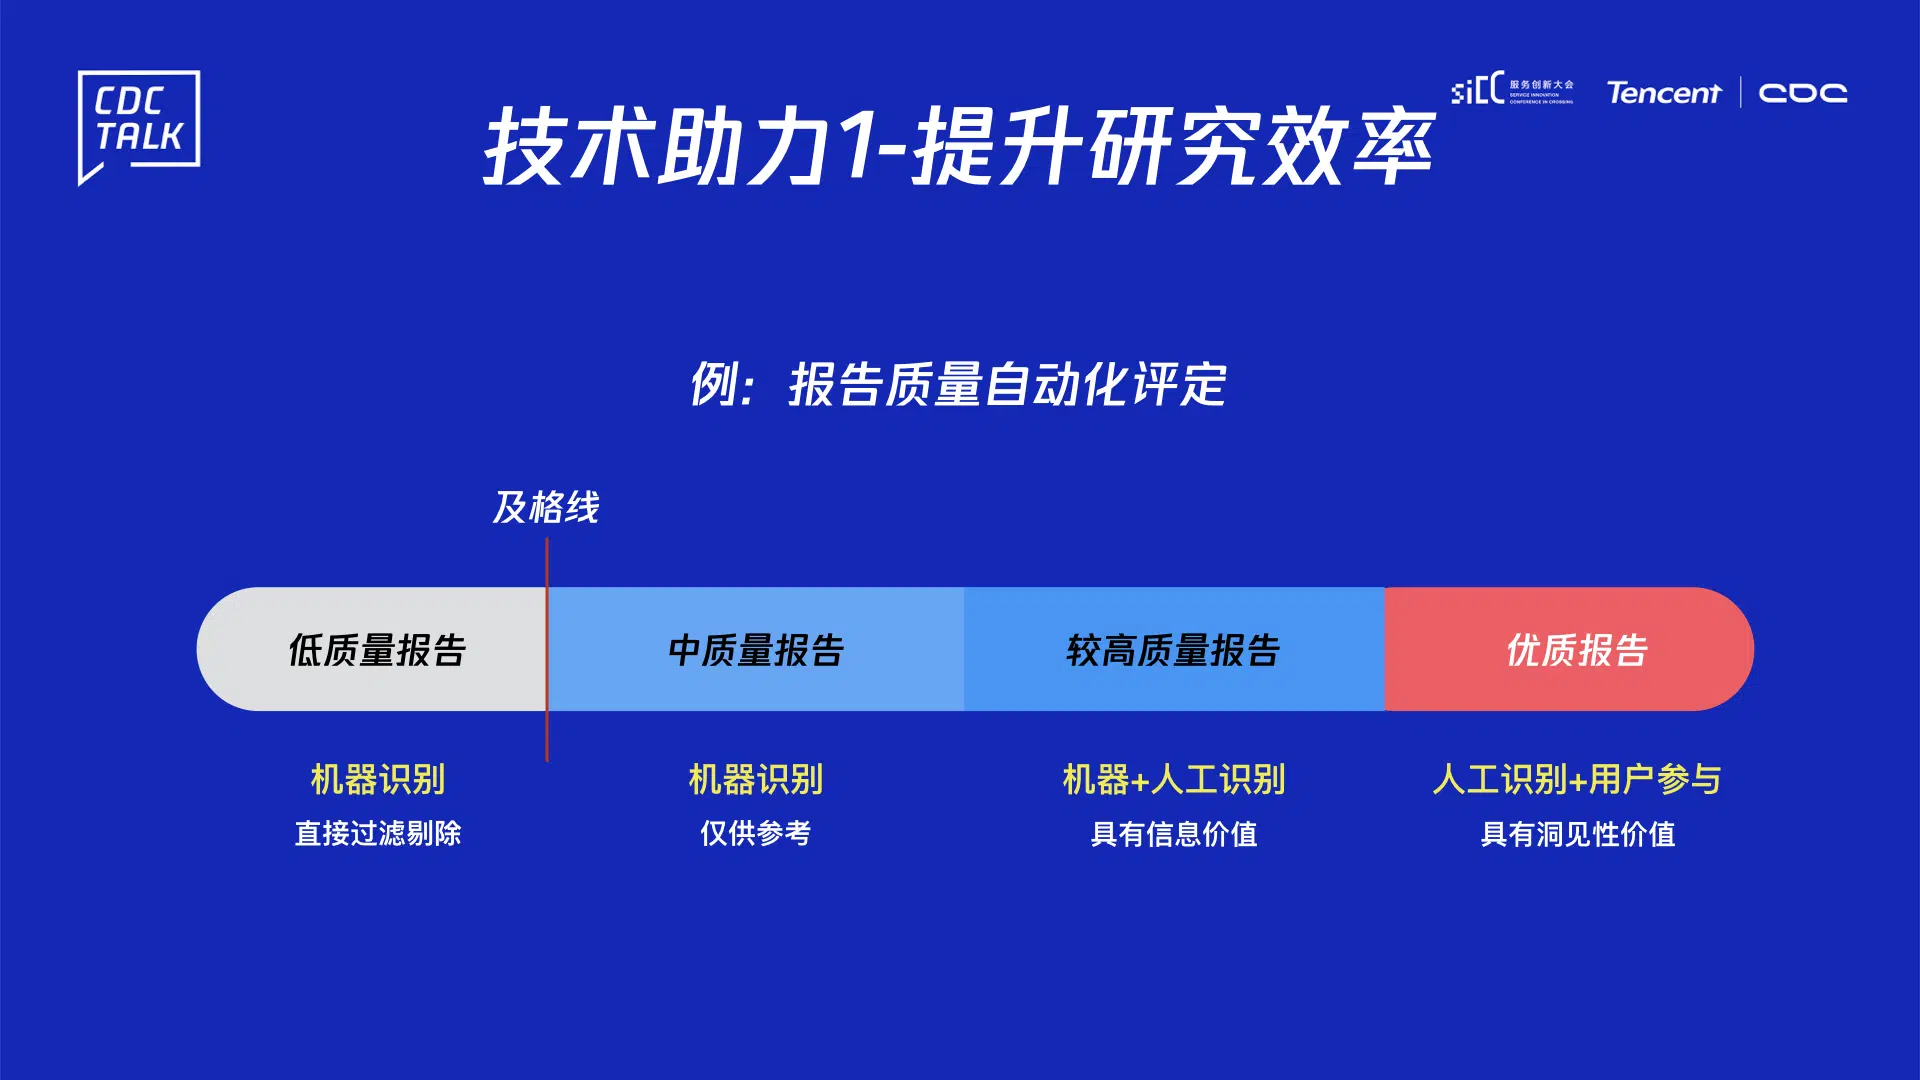 CDC
TALK
技术助力1-提升研究效率
SiCC
服务创新大会
SERVICE INNOVATION
CONFERENCE IN CROSSING
Tencent
CDC
例：报告质量自动化评定
及格线
低质量报告
中质量报告
较高质量报告
优质报告
机器识别
机器识别
机器+人工识别
人工识别+用户参与
直接过滤剔除
仅供参考
具有信息价值
具有洞见性价值